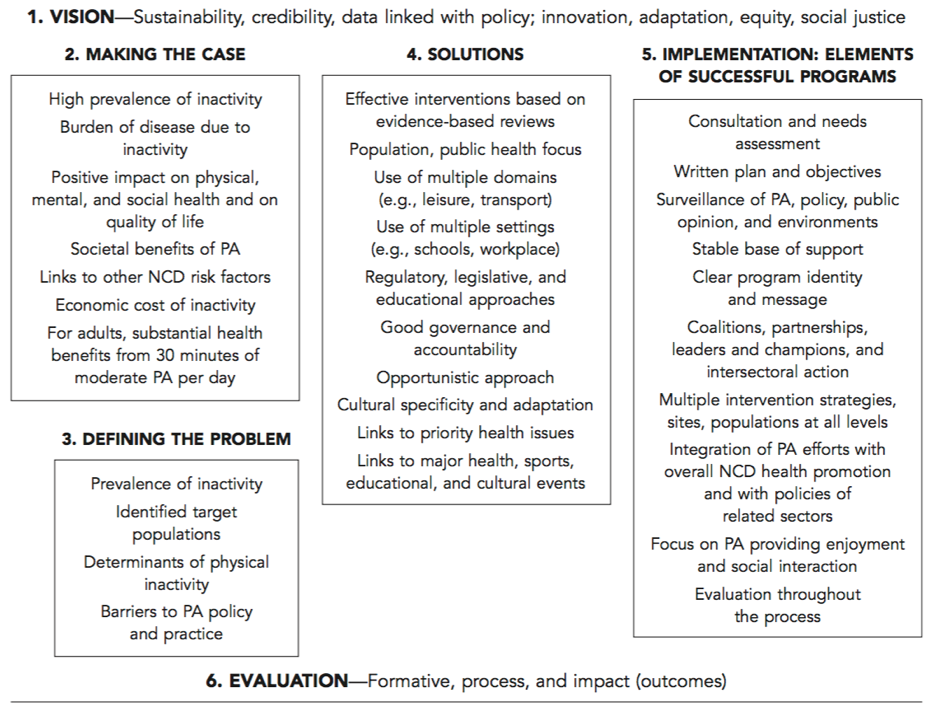 1. VISION—Sustainability, credibility, data linked with policy; innovation, adaptation, equity, social justice
2. MAKING THE CASE
High prevalence of inactivity
Burden of disease due to
inactivity
Positive impact on physical,
mental, and social health and on
quality of life
Societal benefits of PA
Links to other NCD risk factors
Economic cost of inactivity
For adults, substantial health
benefits from 30 minutes of
moderate PA per day
3. DEFINING THE PROBLEM
Prevalence of inactivity
Identified target
populations
Determinants of physical
inactivity
Barriers to PA policy
and practice
4. SOLUTIONS
Effective interventions based on
evidence-based reviews
Population, public health focus
Use of multiple domains
(e.g., leisure, transport)
Use of multiple settings
(e.g., schools, workplace)
Regulatory, legislative, and
educational approaches
Good governance and
accountability
Opportunistic approach
Cultural specificity and adaptation
Links to priority health issues
Links to major health, sports,
educational, and cultural events
5. IMPLEMENTATION: ELEMENTS
OF SUCCESSFUL PROGRAMS
Consultation and needs
assessment
Written plan and objectives
Surveillance of PA, policy, public
opinion, and environments
Stable base of support
Clear program identity
and message
Coalitions, partnerships,
leaders and champions, and
intersectoral action
Multiple intervention strategies,
sites, populations at all levels
Integration of PA efforts with
overall NCD health promotion
and with policies of
related sectors
Focus on PA providing enjoyment
and social interaction
Evaluation throughout
the process
6. EVALUATION—Formative, process, and impact (outcomes)